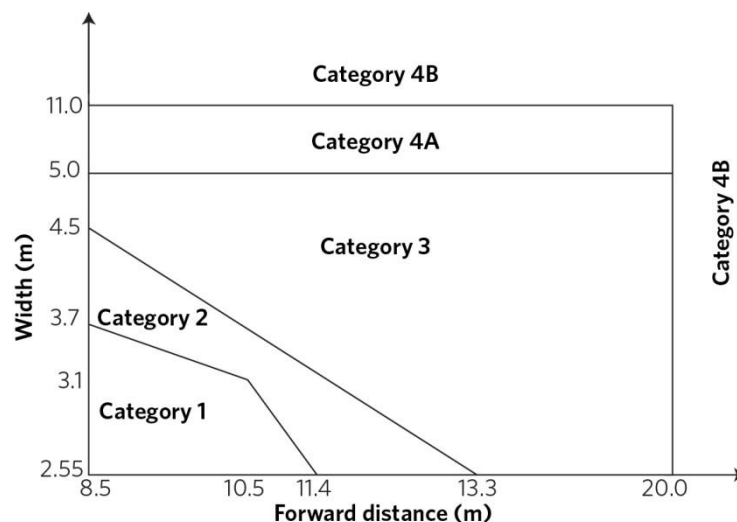 Category 4B
11.0
Category 4A
5.0
4.5
Category 3
Category 4B
Width (m)
3.7
Category 2
3.1
Category 1
2.55
8.5 10.5 11.4 13.3 20.0
Forward distance (m)